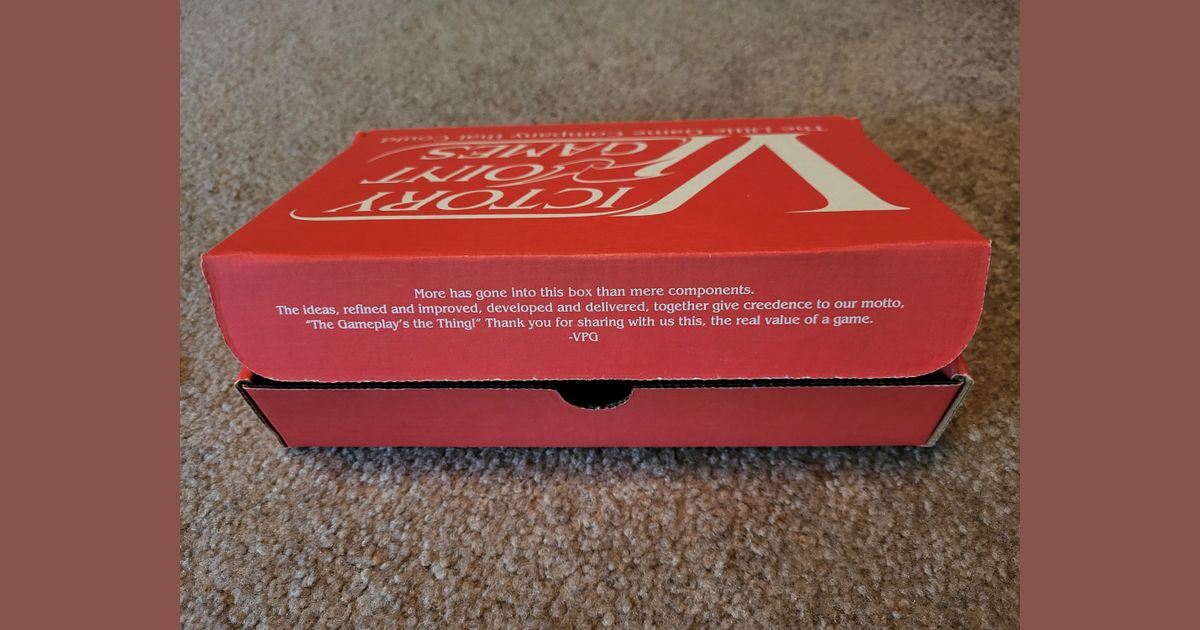 VICTORY
POINT
GAMES
The Little Game Company that Could
More has gone into this box than mere components.
The ideas, refined and improved, developed and delivered, together give creedence to our motto,
"The Gameplay's the Thing!" Thank you for sharing with us this, the real value of a game.
-VPG